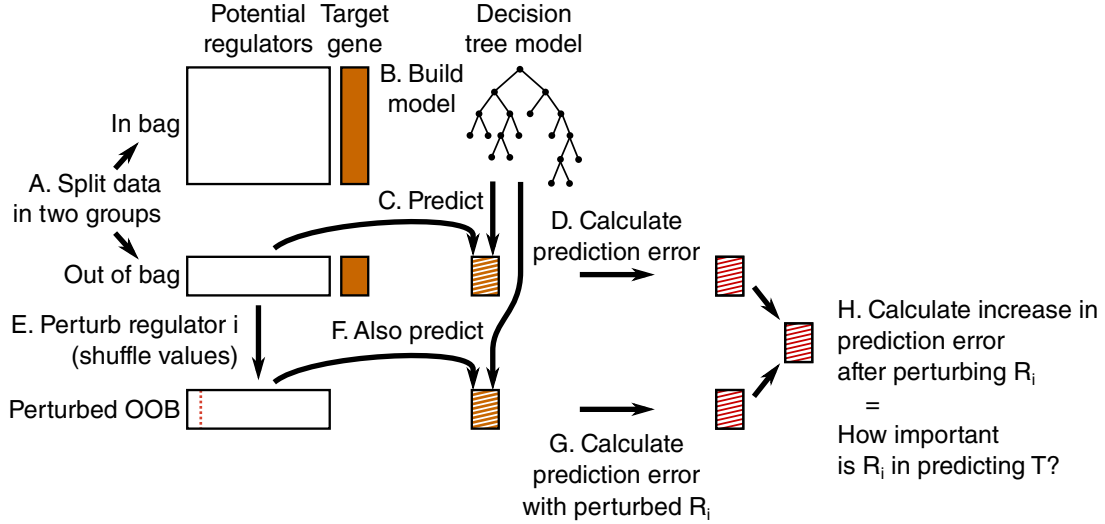 Potential
regulators
Target
gene
Decision
tree model
B. Build
model
In bag
A. Split data
in two groups
C. Predict
D. Calculate
prediction error
Out of bag
E. Perturb regulator i
(shuffle values)
F. Also predict
H. Calculate increase in
prediction error
after perturbing Ri
=
How important
is Ri in predicting T?
Perturbed OOB
G. Calculate
prediction error
with perturbed Ri